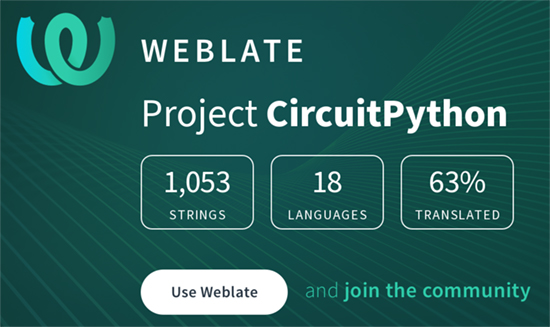 WEBLATE
Project CircuitPython
1,053 18 63%
STRINGS LANGUAGES TRANSLATED
Use Weblate and join the community